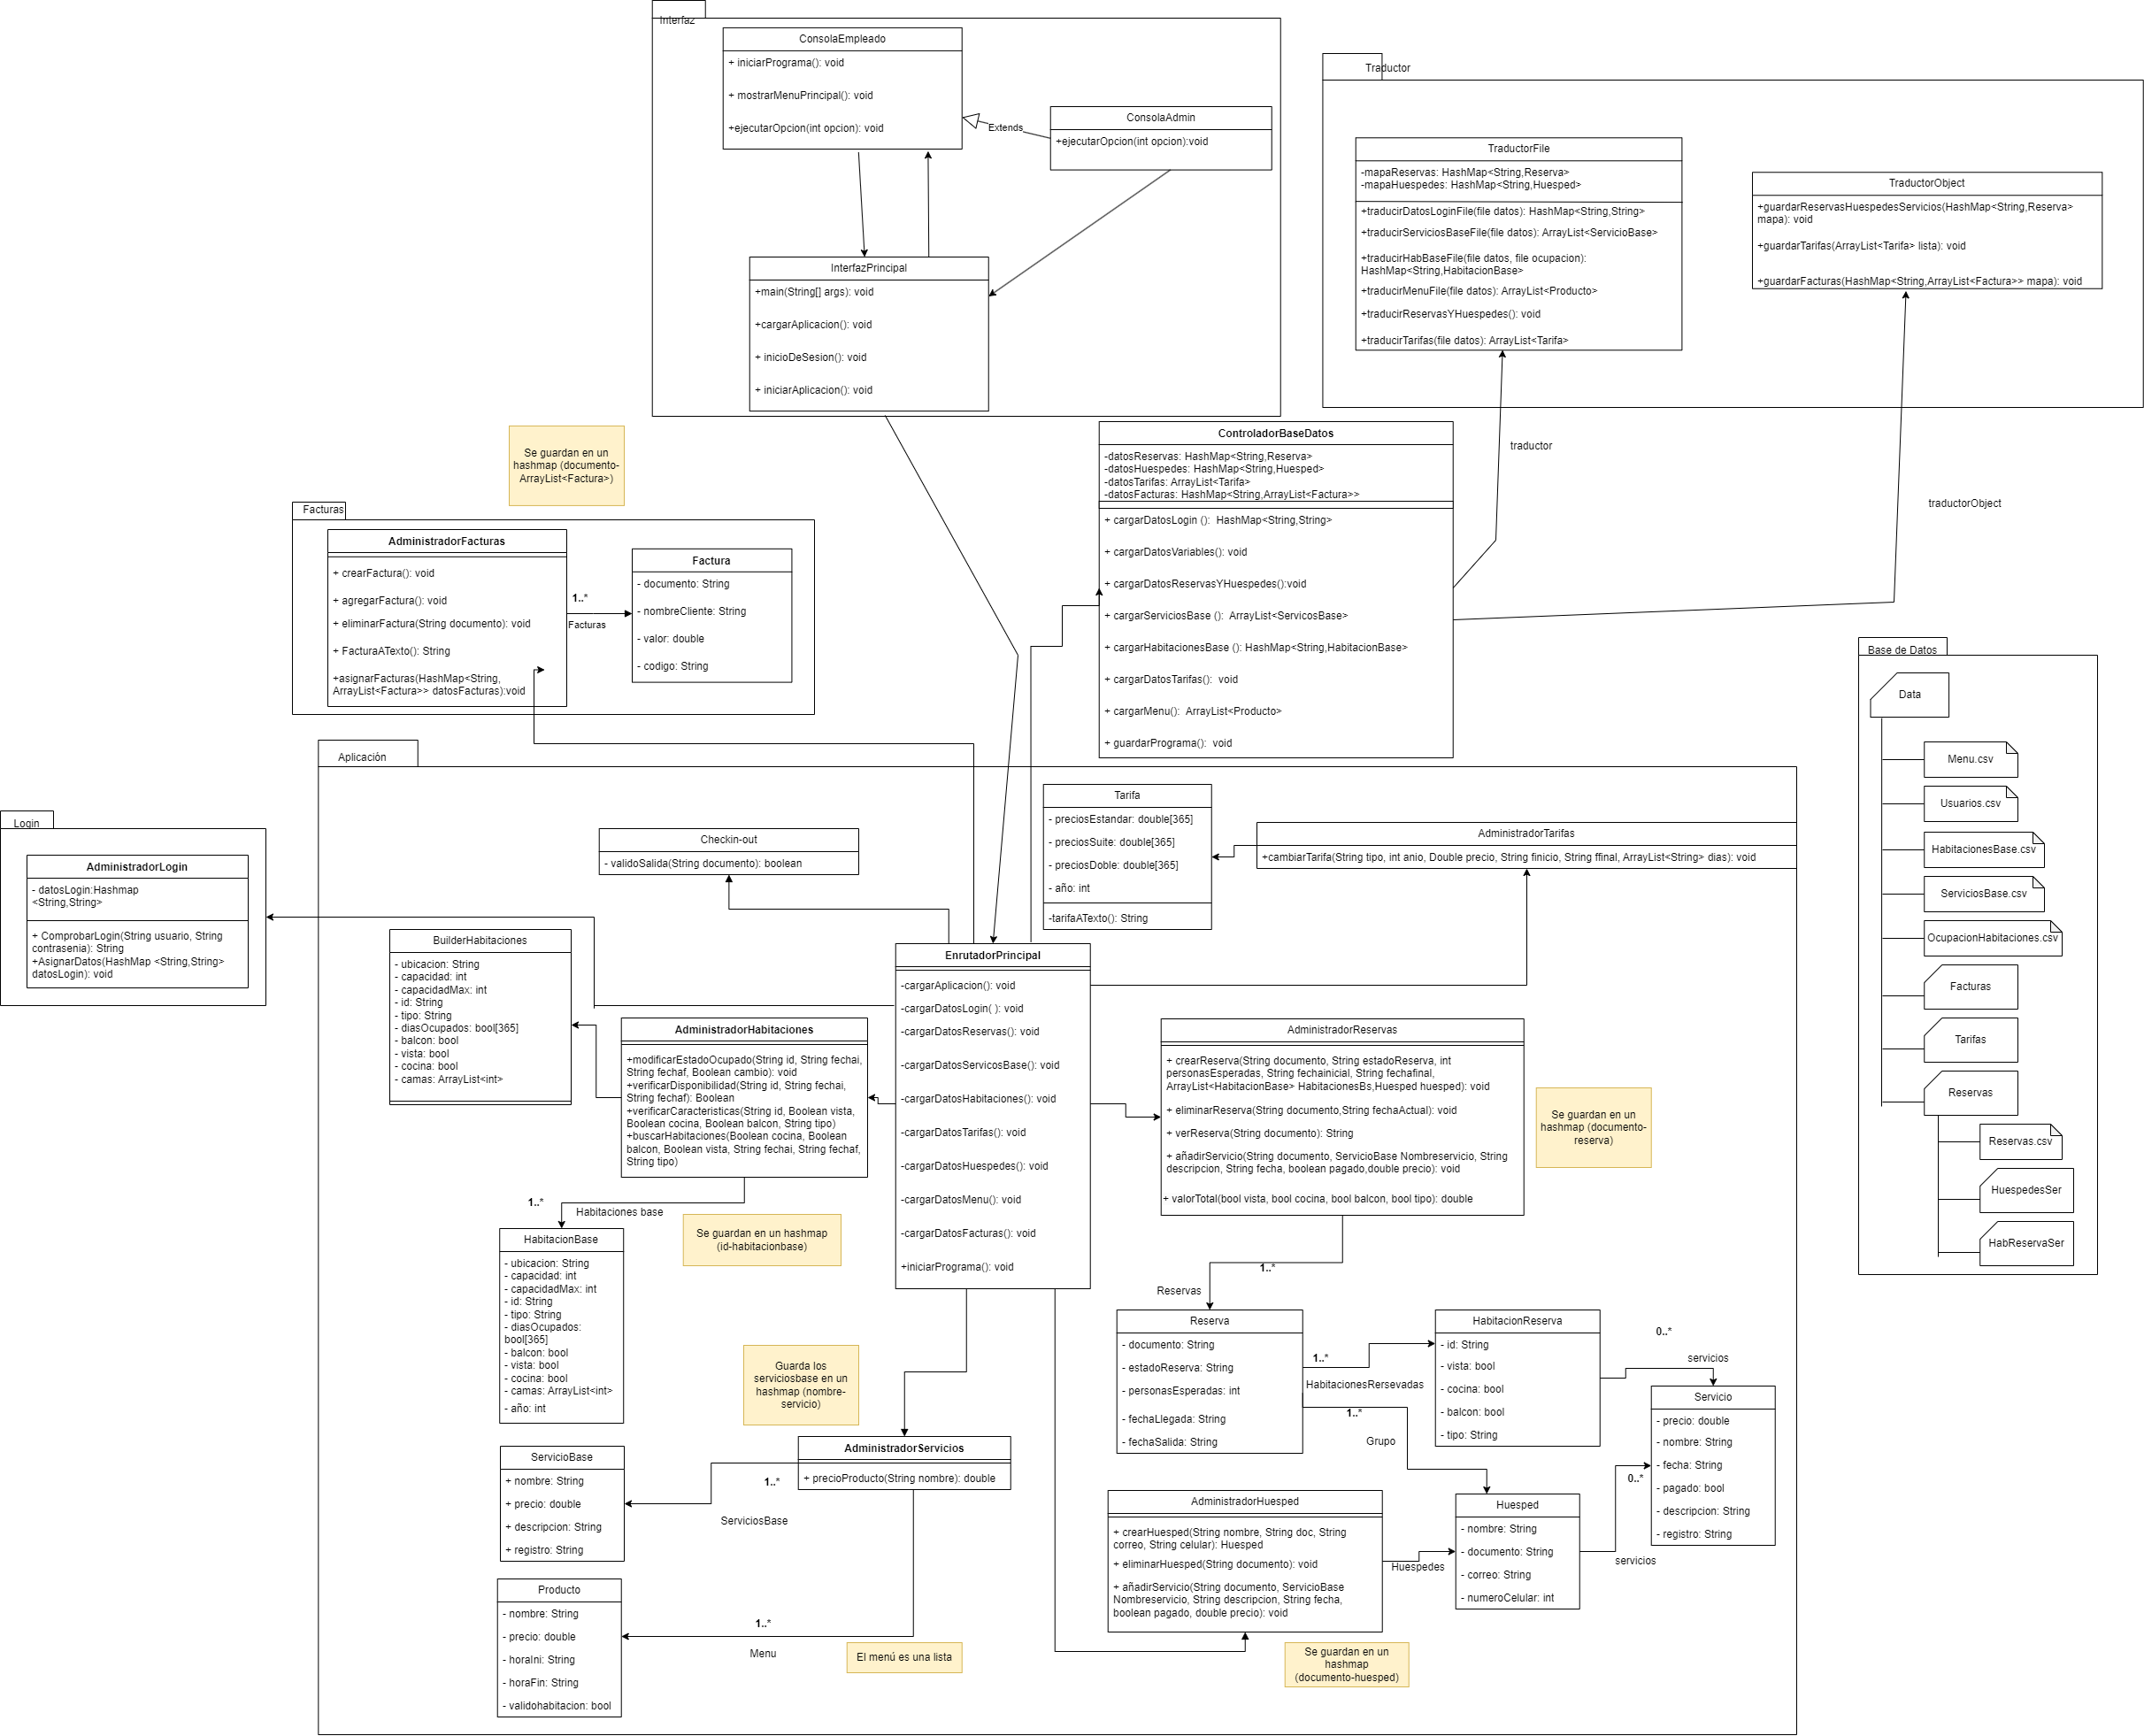 Interfaz
ConsolaEmpleado
+ iniciarPrograma(): void
+ mostrarMenuPrincipal(): void
+ejecutarOpcion(int opcion): void
Extends
ConsolaAdmin
+ejecutarOpcion(int opcion):void
InterfazPrincipal
+main(String[] args): void
+cargarAplicacion(): void
+ inicioDeSesion(): void
+ iniciarAplicacion(): void
Traductor
TraductorFile
-mapaReservas: HashMap<String,Reserva>
-mapaHuespedes: HashMap<String,Huesped>
+traducirDatosLoginFile(file datos): HashMap<String,String>
+traducirServiciosBaseFile(file datos): ArrayList<ServicioBase>
+traducirHabBaseFile(file datos, file ocupacion):
HashMap<String,HabitacionBase>
+traducirMenuFile(file datos): ArrayList<Producto>
+traducirReservasYHuespedes(): void
+traducirTarifas(file datos): ArrayList<Tarifa>
TraductorObject
+guardarReservasHuespedesServicios(HashMap<String,Reserva>
mapa): void
+guardarTarifas(ArrayList<Tarifa> lista): void
+guardarFacturas(HashMap<String,ArrayList<Factura>> mapa): void
traductor
traductorObject
Se guardan en un
hashmap (documento-
ArrayList<Factura>)
ControladorBaseDatos
-datosReservas: HashMap<String,Reserva>
-datosHuespedes: HashMap<String,Huesped>
-datosTarifas: ArrayList<Tarifa>
-datosFacturas: HashMap<String,ArrayList<Factura>>
+ cargarDatosLogin ():  HashMap<String,String>
+ cargarDatosVariables(): void
+ cargarDatosReservasYHuespedes():void
+ cargarServiciosBase ():  ArrayList<ServicosBase>
+ cargarHabitacionesBase (): HashMap<String,HabitacionBase>
+ cargarDatosTarifas():  void
+ cargarMenu():  ArrayList<Producto>
+ guardarPrograma():  void
Facturas
AdministradorFacturas
+ crearFactura(): void
+ agregarFactura(): void
+ eliminarFactura(String documento): void
+ FacturaATexto(): String
+asignarFacturas(HashMap<String,
ArrayList<Factura>> datosFacturas):void
1..*
Facturas
Factura
- documento: String
- nombreCliente: String
- valor: double
- codigo: String
Base de Datos
Data
Menu.csv
Usuarios.csv
HabitacionesBase.csv
ServiciosBase.csv
OcupacionHabitaciones.csv
Facturas
Tarifas
Reservas
Reservas.csv
HuespedesSer
HabReservaSer
Aplicación
Login
AdministradorLogin
- datosLogin:Hashmap
<String,String>
+ ComprobarLogin(String usuario, String
contrasenia): String
+AsignarDatos(HashMap <String,String>
datosLogin): void
Checkin-out
- validoSalida(String documento): boolean
Tarifa
- preciosEstandar: double[365]
- preciosSuite: double[365]
- preciosDoble: double[365]
- año: int
-tarifaATexto(): String
AdministradorTarifas
+cambiarTarifa(String tipo, int anio, Double precio, String finicio, String ffinal, ArrayList<String> dias): void
BuilderHabitaciones
- ubicacion: String
- capacidad: int
- capacidadMax: int
- id: String
- tipo: String
- diasOcupados: bool[365]
- balcon: bool
- vista: bool
- cocina: bool
- camas: ArrayList<int>
AdministradorHabitaciones
+modificarEstadoOcupado(String id, String fechai,
String fechaf, Boolean cambio): void
+verificarDisponibilidad(String id, String fechai,
String fechaf): Boolean
+verificarCaracteristicas(String id, Boolean vista,
Boolean cocina, Boolean balcon, String tipo)
+buscarHabitaciones(Boolean cocina, Boolean
balcon, Boolean vista, String fechai, String fechaf,
String tipo)
EnrutadorPrincipal
-cargarAplicacion(): void
-cargarDatosLogin( ): void
-cargarDatosReservas(): void
-cargarDatosServicosBase(): void
-cargarDatosHabitaciones(): void
-cargarDatosTarifas(): void
-cargarDatosHuespedes(): void
-cargarDatosMenu(): void
-cargarDatosFacturas(): void
+iniciarPrograma(): void
AdministradorReservas
+ crearReserva(String documento, String estadoReserva, int
personasEsperadas, String fechainicial, String fechafinal,
ArrayList<HabitacionBase> HabitacionesBs,Huesped huesped): void
+ eliminarReserva(String documento,String fechaActual): void
+ verReserva(String documento): String
+ añadirServicio(String documento, ServicioBase Nombreservicio, String
descripcion, String fecha, boolean pagado,double precio): void
+ valorTotal(bool vista, bool cocina, bool balcon, bool tipo): double
Se guardan en un
hashmap (documento-
reserva)
1..*
Habitaciones base
Se guardan en un hashmap
(id-habitacionbase)
HabitacionBase
- ubicacion: String
- capacidad: int
- capacidadMax: int
- id: String
- tipo: String
- diasOcupados:
bool[365]
- balcon: bool
- vista: bool
- cocina: bool
- camas: ArrayList<int>
- año: int
1..*
Reservas
Reserva
- documento: String
- estadoReserva: String
- personasEsperadas: int
- fechaLlegada: String
- fechaSalida: String
1..*
HabitacionesRersevadas
1..*
Grupo
HabitacionReserva
- id: String
- vista: bool
- cocina: bool
- balcon: bool
- tipo: String
0..*
servicios
Servicio
- precio: double
- nombre: String
- fecha: String
- pagado: bool
- descripcion: String
- registro: String
0..*
servicios
Guarda los
serviciosbase en un
hashmap (nombre-
servicio)
AdministradorServicios
+ precioProducto(String nombre): double
ServicioBase
+ nombre: String
+ precio: double
+ descripcion: String
+ registro: String
1..*
ServiciosBase
Producto
- nombre: String
- precio: double
- horaIni: String
- horaFin: String
- validohabitacion: bool
1..*
Menu
El menú es una lista
AdministradorHuesped
+ crearHuesped(String nombre, String doc, String
correo, String celular): Huesped
+ eliminarHuesped(String documento): void
+ añadirServicio(String documento, ServicioBase
Nombreservicio, String descripcion, String fecha,
boolean pagado, double precio): void
Huespedes
Huesped
- nombre: String
- documento: String
- correo: String
- numeroCelular: int
Se guardan en un
hashmap
(documento-huesped)